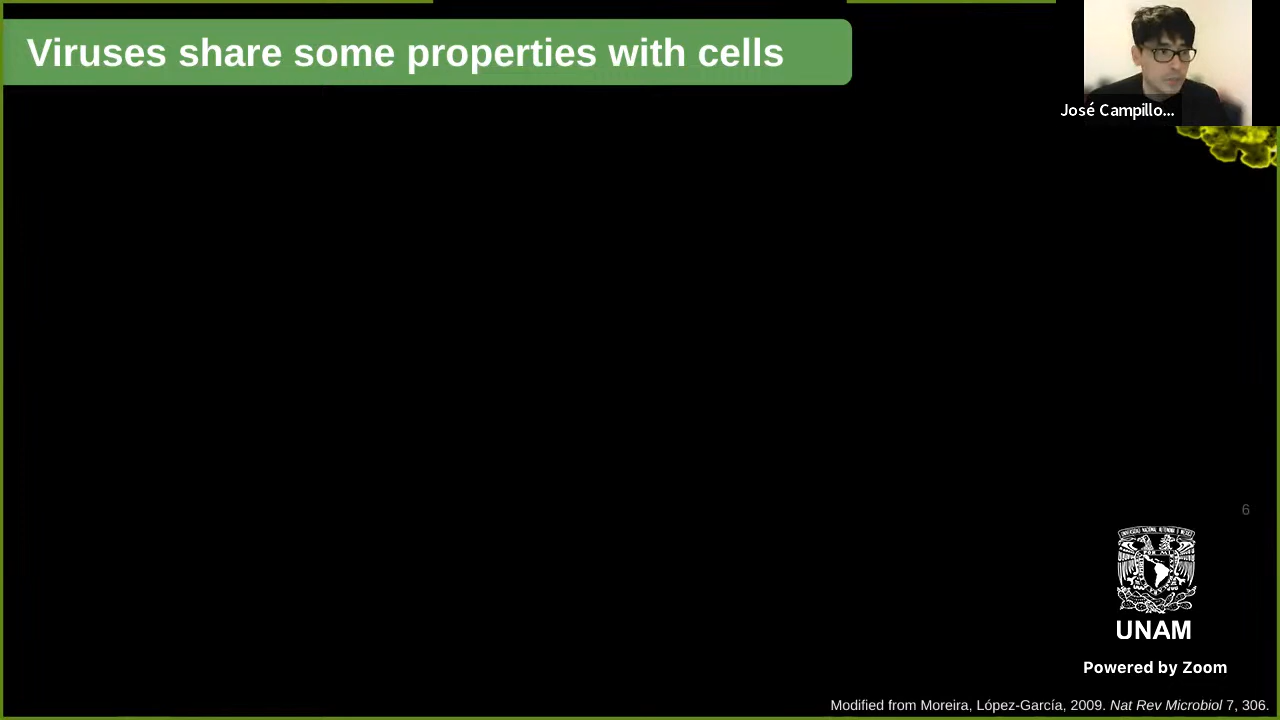 Viruses share some properties with cells
José Campillo...
6
UNAM
Powered by Zoom
Modified from Moreira, López-García, 2009. Nat Rev Microbiol 7, 306.